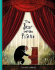 The
Bear
and the
Piano